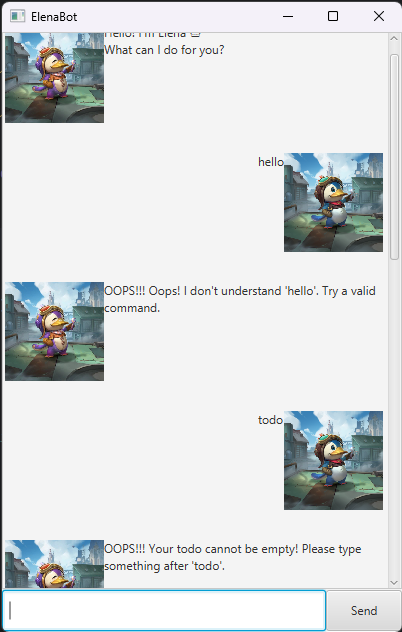 ElenaBot
Hello! I'm Elena 😊
What can I do for you?
hello
OOPS!!! Oops! I don't understand 'hello'. Try a valid
command.
todo
OOPS!!! Your todo cannot be empty! Please type
something after 'todo'.
Send